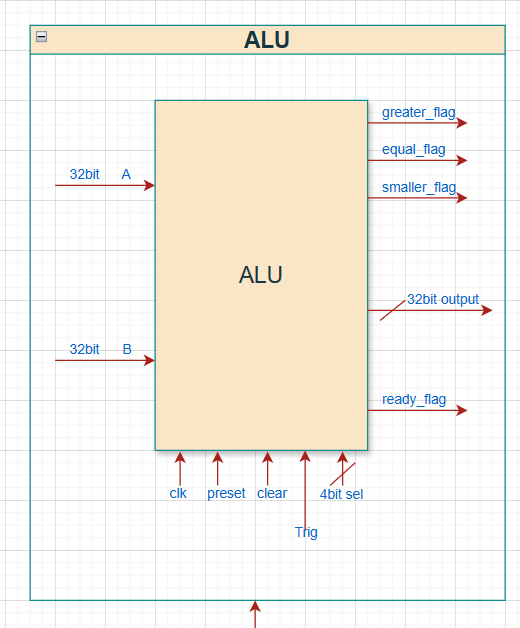 ALU
greater_flag
equal_flag
32bit A
smaller_flag
ALU
32bit output
32bit B
ready_flag
clk preset clear 4bit sel
Trig